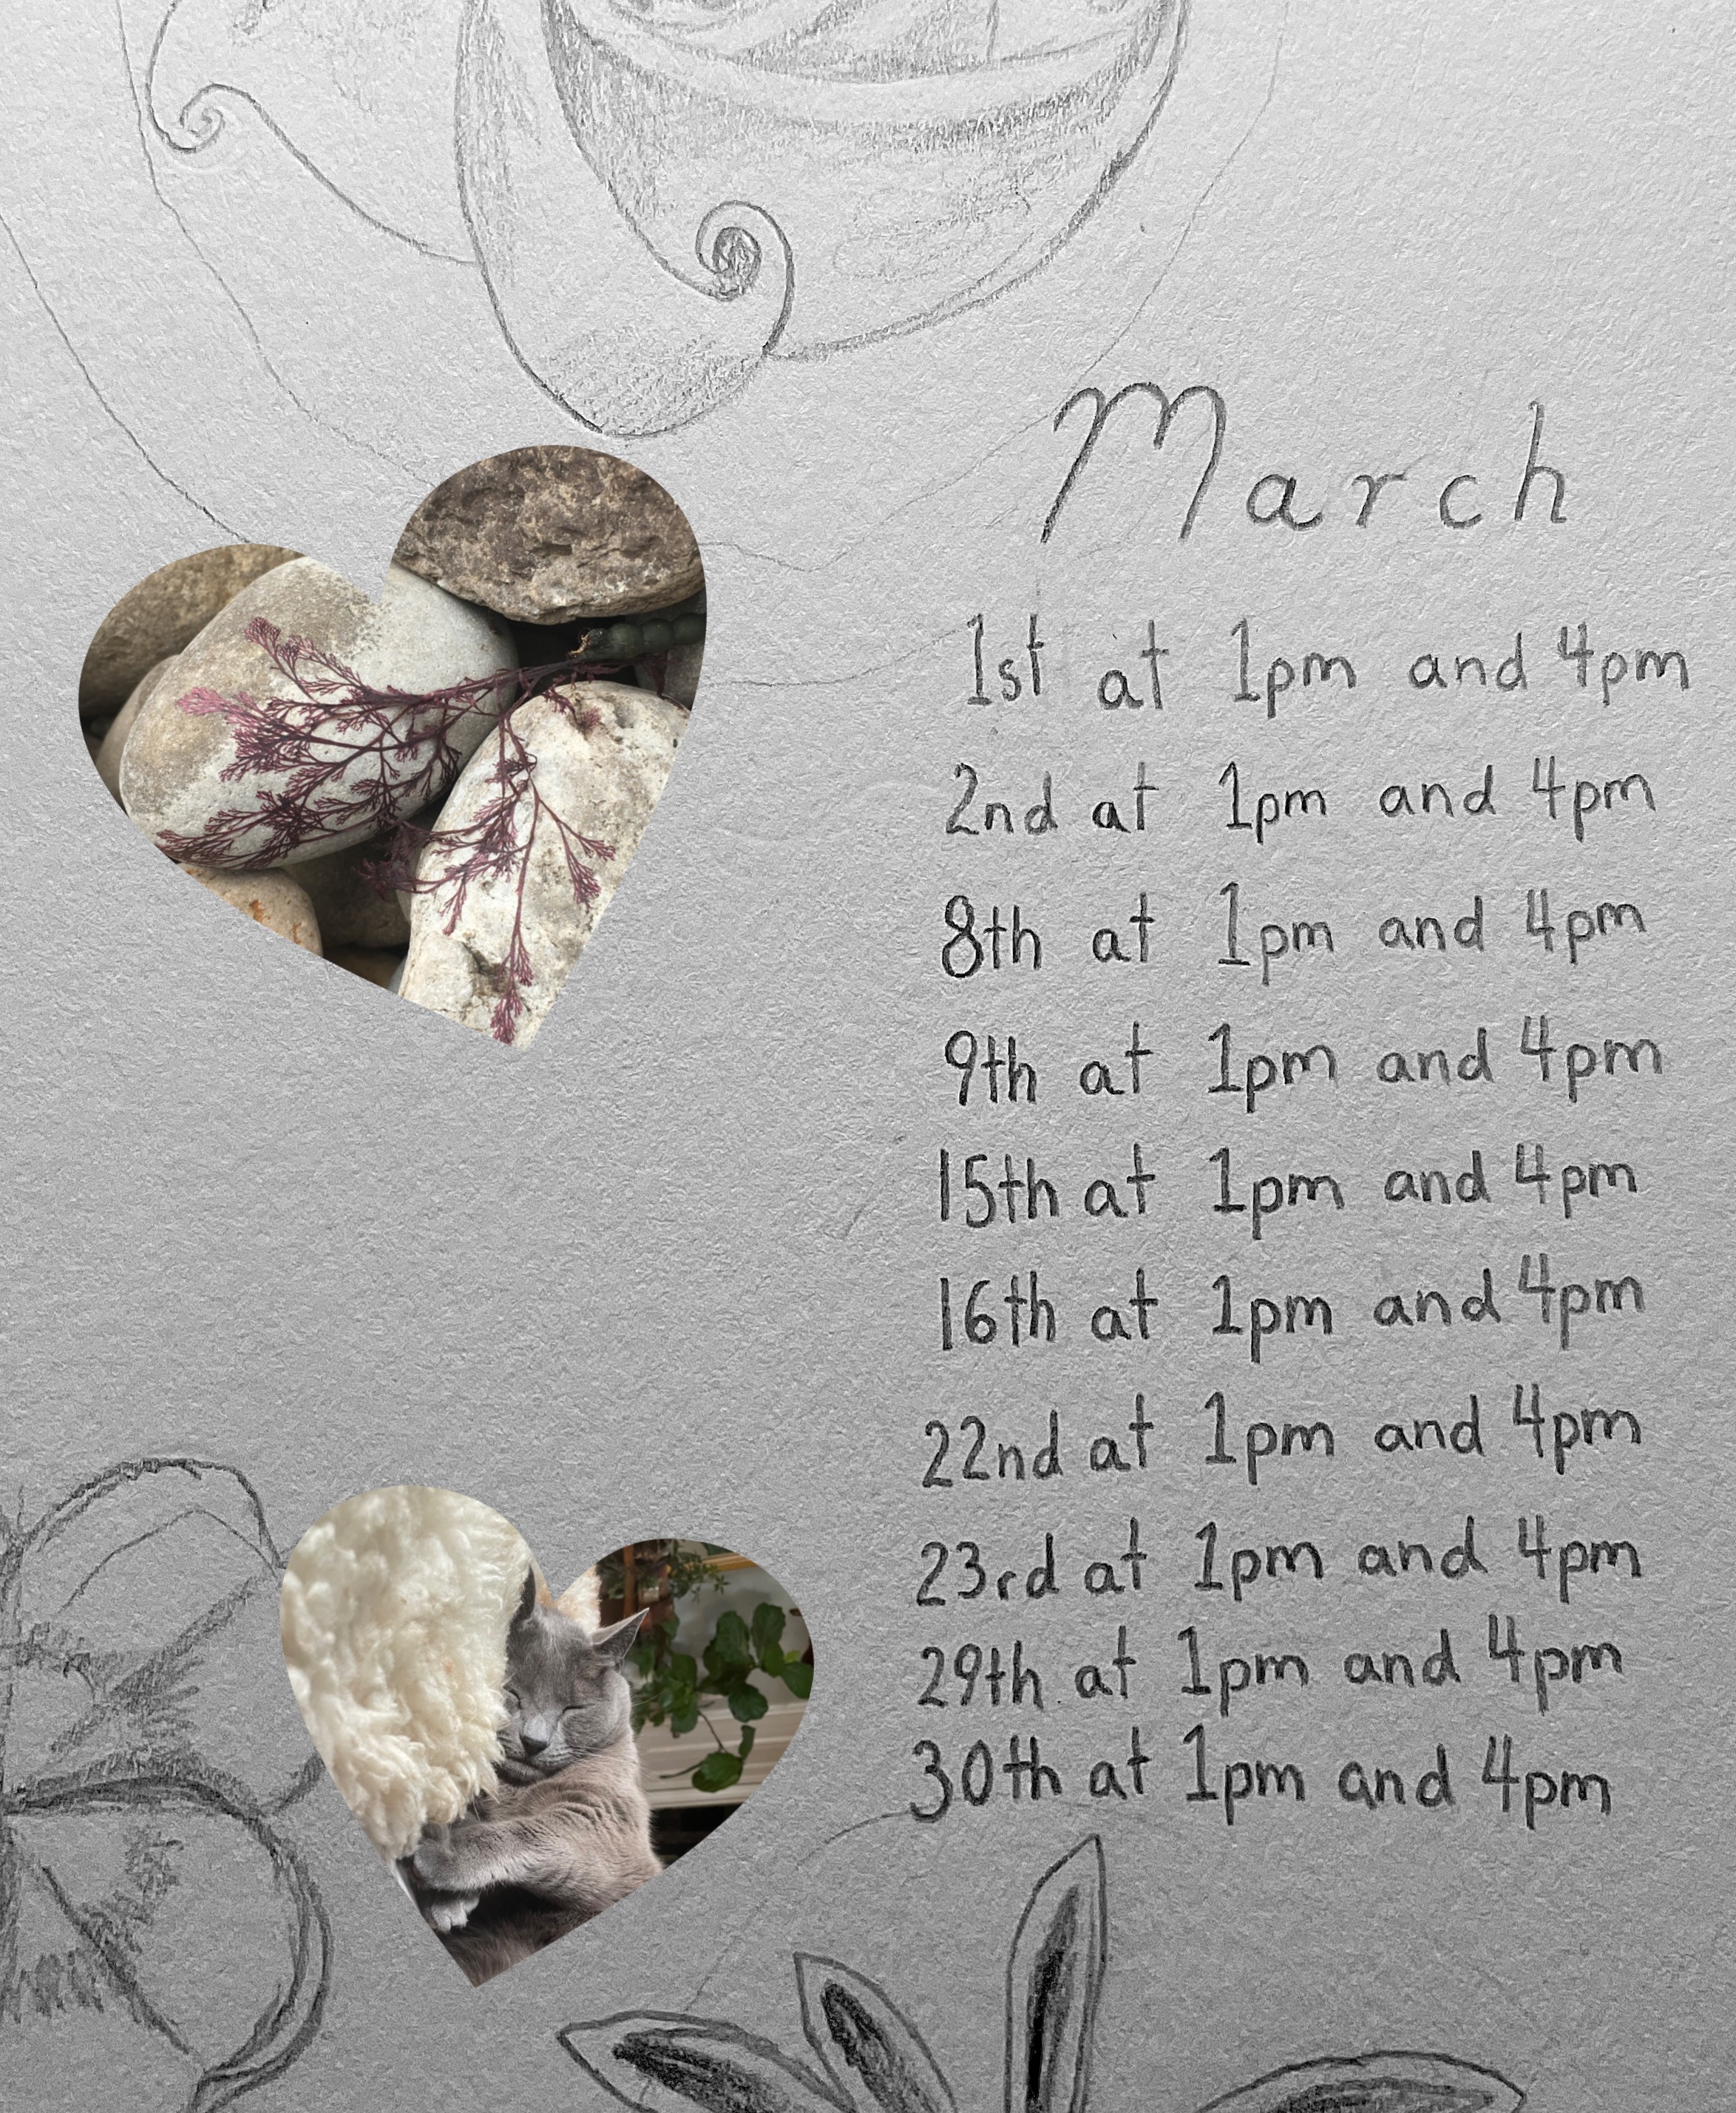 March
1st at 1pm and 4pm
2nd at 1pm and 4pm
8th at 1pm and 4pm
9th at 1pm and 4pm
15th at 1pm and 4pm
16th at 1pm and 4pm
22nd at 1pm and 4pm
23rd at 1pm and 4pm
29th at 1pm and 4pm
30th at 1pm and 4pm